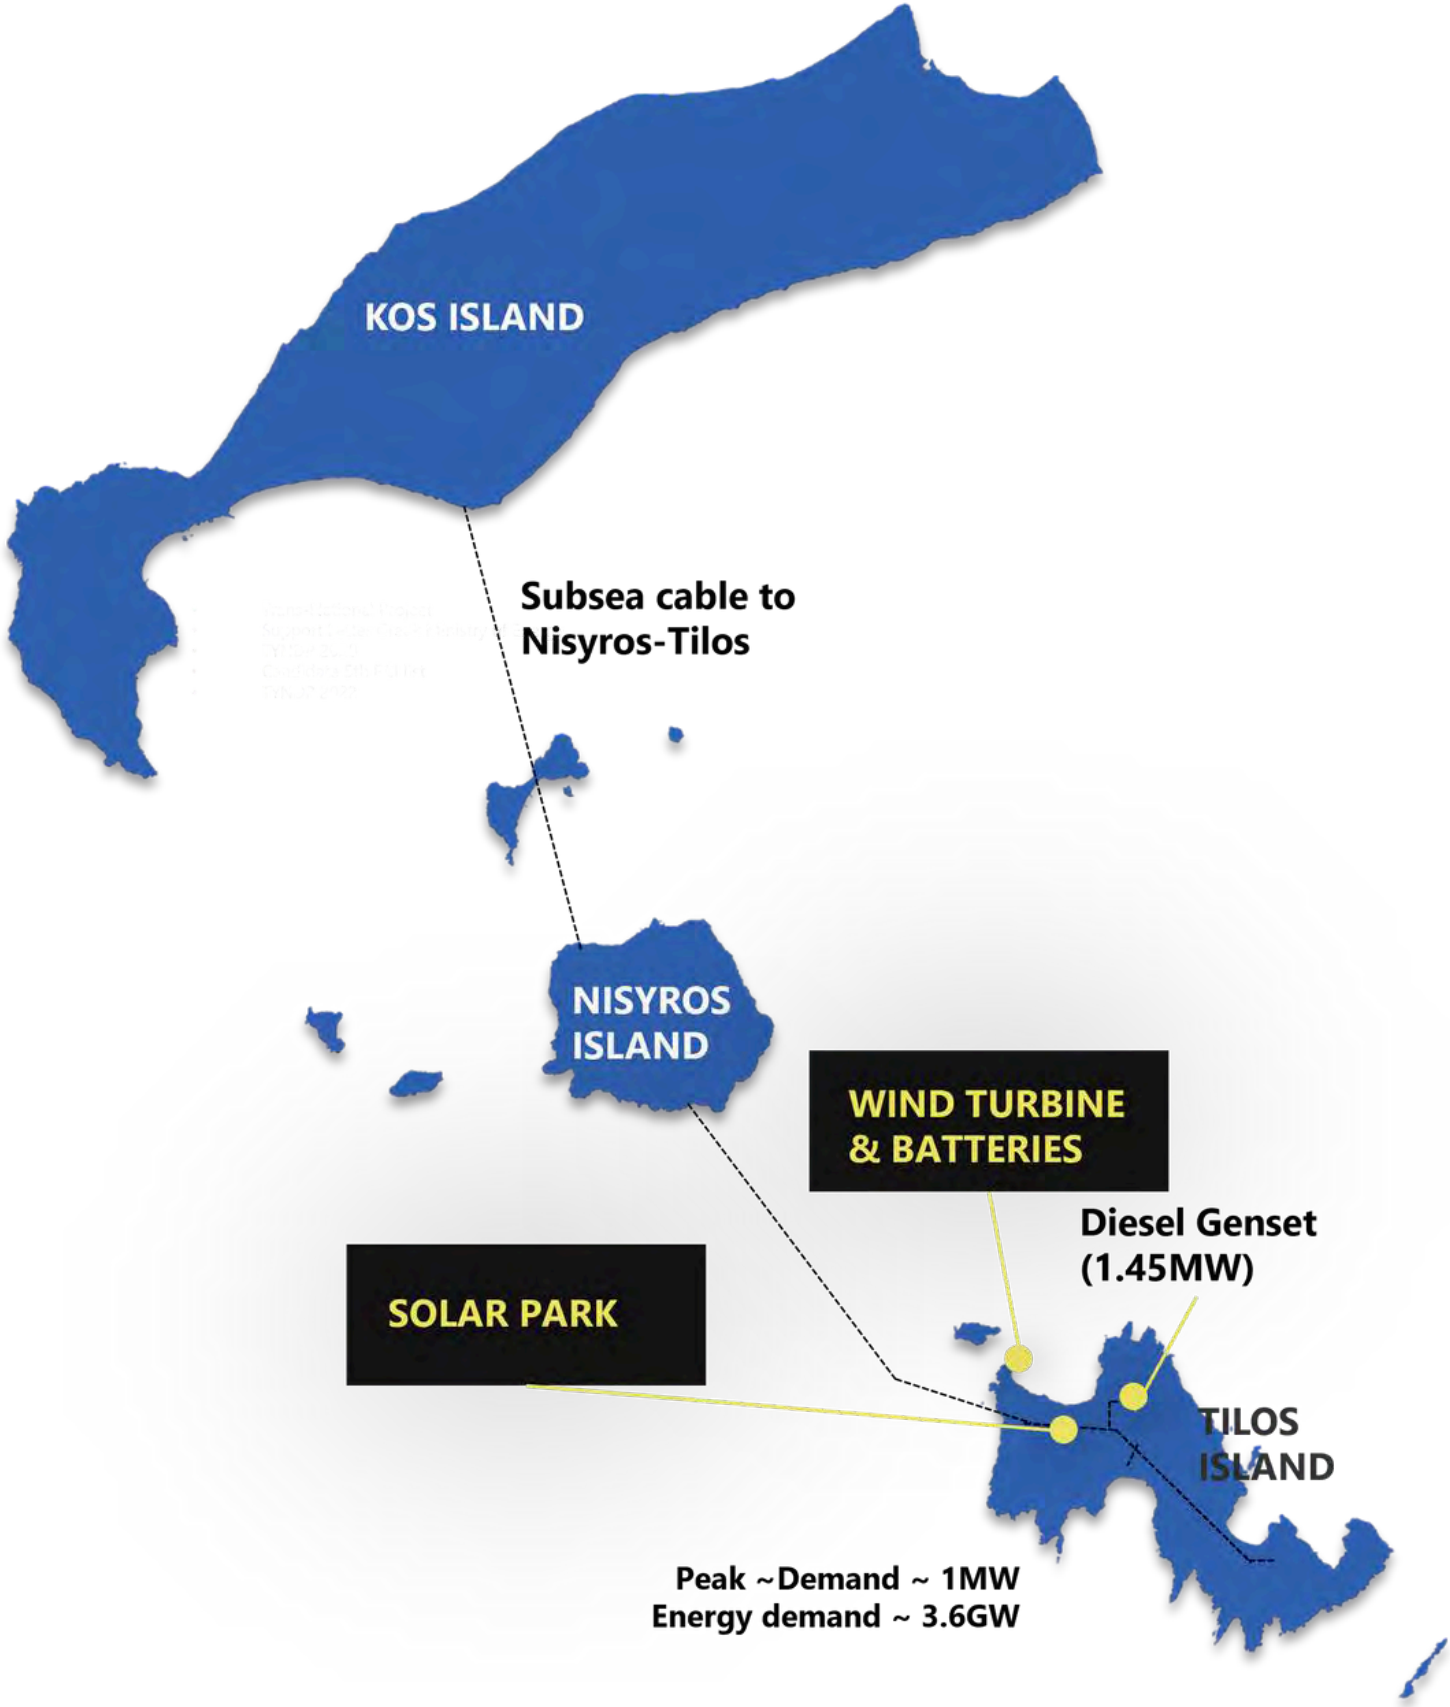 KOS ISLAND
Subsea cable to
Nisyros-Tilos
NISYROS
ISLAND
WIND TURBINE
& BATTERIES
Diesel Genset
(1.45MW)
SOLAR PARK
TILOS
ISLAND
Peak ~Demand ~ 1MW
Energy demand ~ 3.6GW